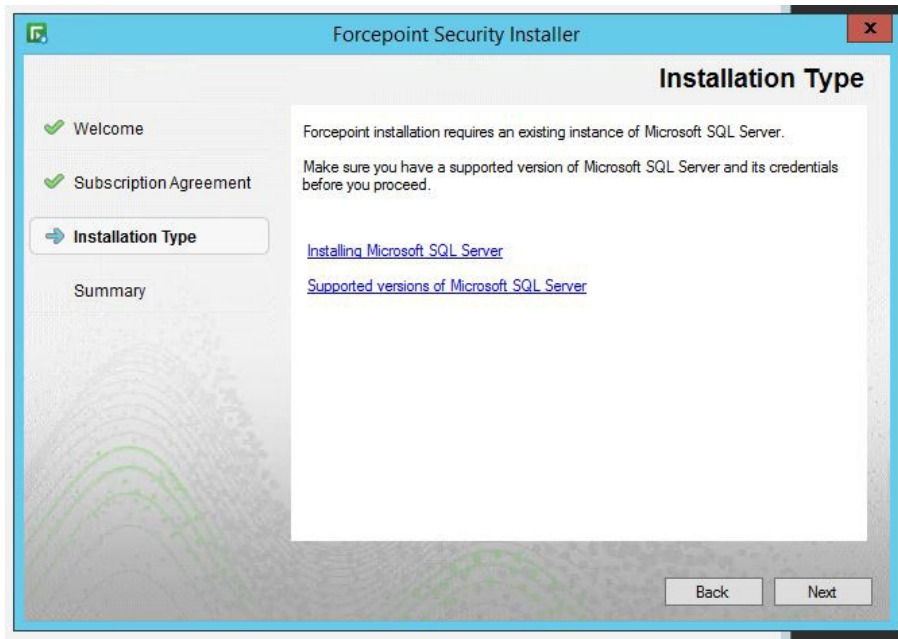 Forcepoint Security Installer
x
Installation Type
Welcome
Subscription Agreement
Installation Type
Summary
Forcepoint installation requires an existing instance of Microsoft SQL Server.
Make sure you have a supported version of Microsoft SQL Server and its credentials
before you proceed.
Installing Microsoft SQL Server
Supported versions of Microsoft SQL Server
Back
Next